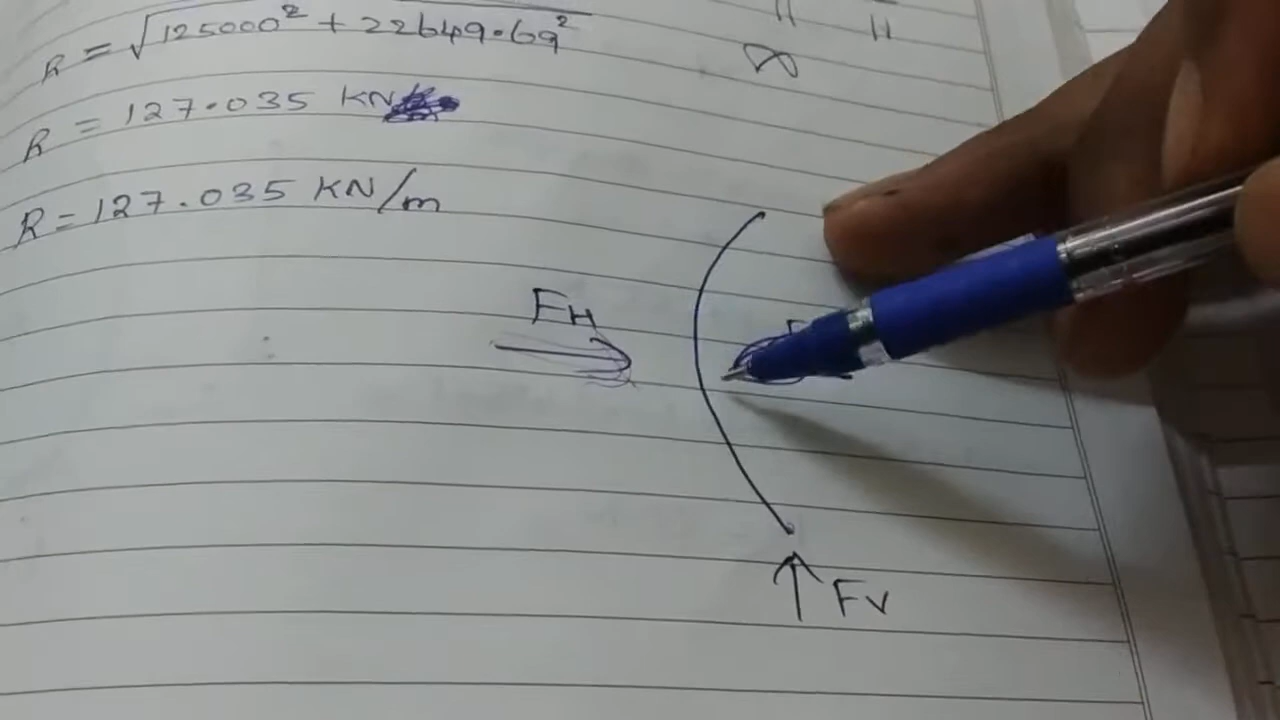 R = √125000² + 22649.69²
R = 127.035 KN
R = 127.035 KN/m
FH
FV